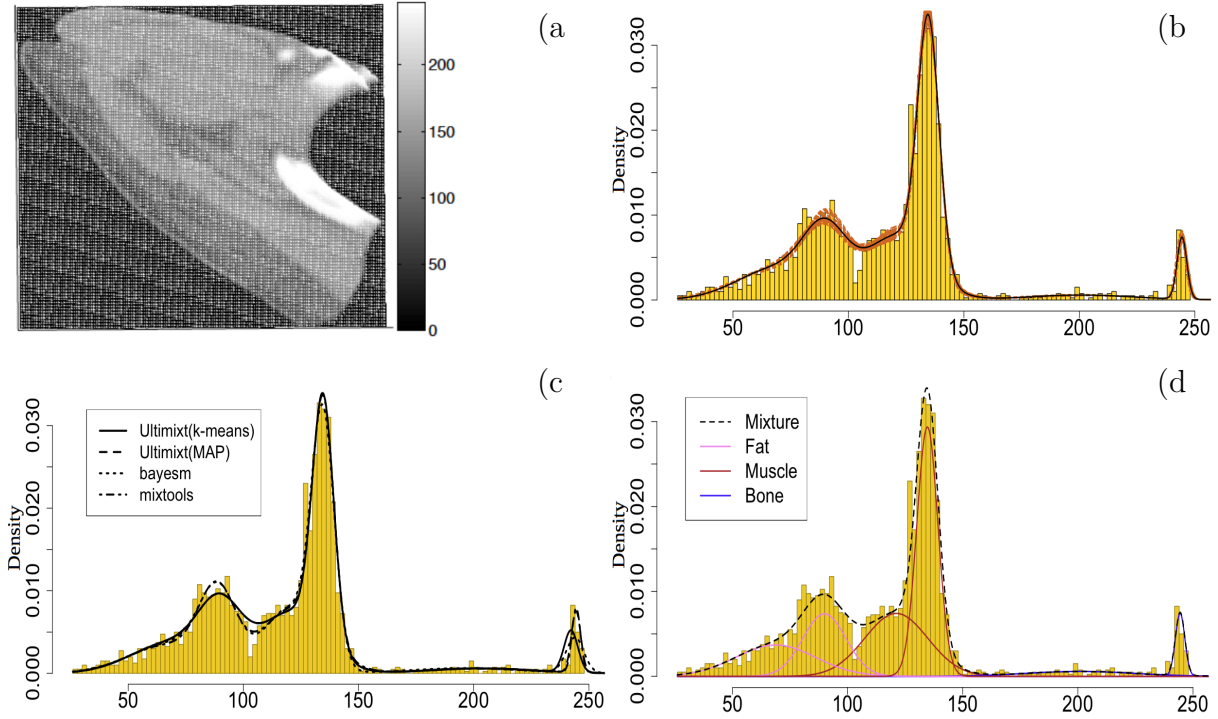 (a
200
150
100
50
0
(b
Density
0.030
0.020
0.010
0.000
50 100 150 200 250
(c
Ultimixt(k-means)
Ultimixt(MAP)
bayesm
mixtools
Density
0.030
0.020
0.010
0.000
50 100 150 200 250
(d
Mixture
Fat
Muscle
Bone
Density
0.030
0.020
0.010
0.000
50 100 150 200 250